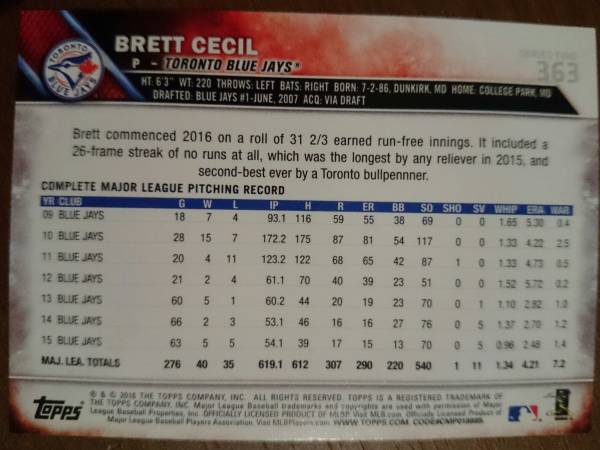 TORONTO
BLUE JAYS
BRETT CECIL
P - TORONTO BLUE JAYS®
363
HT: 6'3" WT: 220 THROWS: LEFT BATS: RIGHT BORN: 7-2-86, DUNKIRK, MD HOME: COLLEGE PARK, MD
DRAFTED: BLUE JAYS #1-JUNE, 2007 ACQ: VIA DRAFT
Brett commenced 2016 on a roll of 31 2/3 earned run-free innings. It included a
26-frame streak of no runs at all, which was the longest by any reliever in 2015, and
second-best ever by a Toronto bullpennner.
COMPLETE MAJOR LEAGUE PITCHING RECORD
YR CLUB G W L IP H R ER BB SO SHO SV WHIP ERA WAR
09 BLUE JAYS 18 7 4 93.1 116 59 55 38 69 0 0 1.65 5.30 0.4
10 BLUE JAYS 28 15 7 172.2 175 87 81 54 117 0 0 1.33 4.22 2.5
11 BLUE JAYS 20 4 11 123.2 122 68 65 42 87 1 0 1.33 4.73 0.5
12 BLUE JAYS 21 2 4 61.1 70 40 39 23 51 0 0 1.52 5.72 0.2
13 BLUE JAYS 60 5 1 60.2 44 20 19 23 70 0 1 1.10 2.82 1.0
14 BLUE JAYS 66 2 3 53.1 46 16 16 27 76 0 5 1.37 2.70 1.2
15 BLUE JAYS 63 5 5 54.1 39 17 15 13 70 0 5 0.96 2.48 1.4
MAJ. LEA. TOTALS 276 40 35 619.1 612 307 290 220 540 1 11 1.34 4.21 7.2
Topps
® & © 2016 THE TOPPS COMPANY, INC. ALL RIGHTS RESERVED. TOPPS IS A REGISTERED TRADEMARK OF
THE TOPPS COMPANY, INC. Major League Baseball trademarks and copyrights are used with permission of Major
League Baseball Properties, Inc. OFFICIALLY LICENSED PRODUCT OF MLBP. Visit MLB.com. Officially Licensed Product of
Major League Baseball Players Association. Visit MLBPlayers.com. WWW.TOPPS.COM.